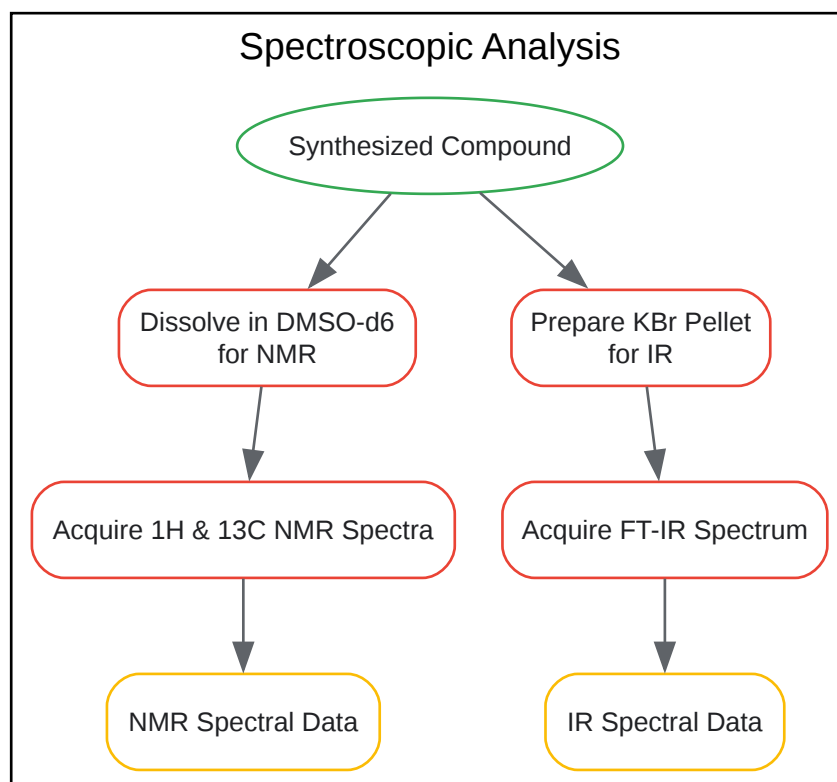 Spectroscopic Analysis
Synthesized Compound
Dissolve in DMSO-d6
for NMR
Prepare KBr Pellet
for IR
Acquire 1H & 13C NMR Spectra
Acquire FT-IR Spectrum
NMR Spectral Data
IR Spectral Data